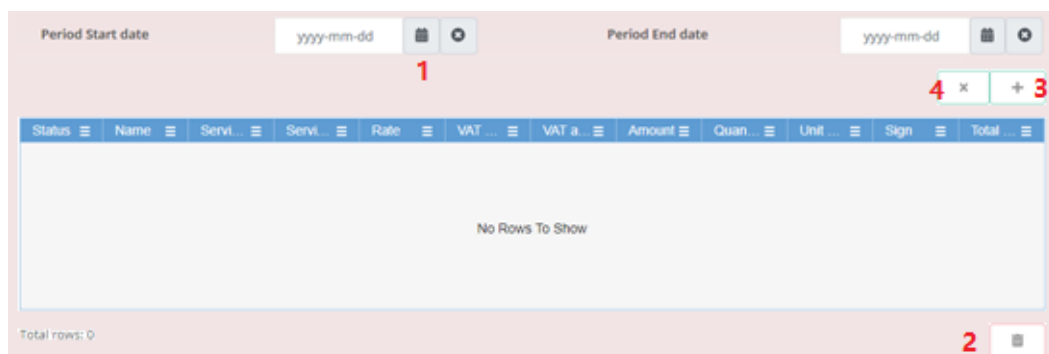 Period Start date yyyy-mm-dd Period End date yyyy-mm-dd
1
4 3
Status Name Servi... Servi... Rate VAT ... VAT a... Amount Quan... Unit ... Sign Total ...
No Rows To Show
Total rows: 0
2